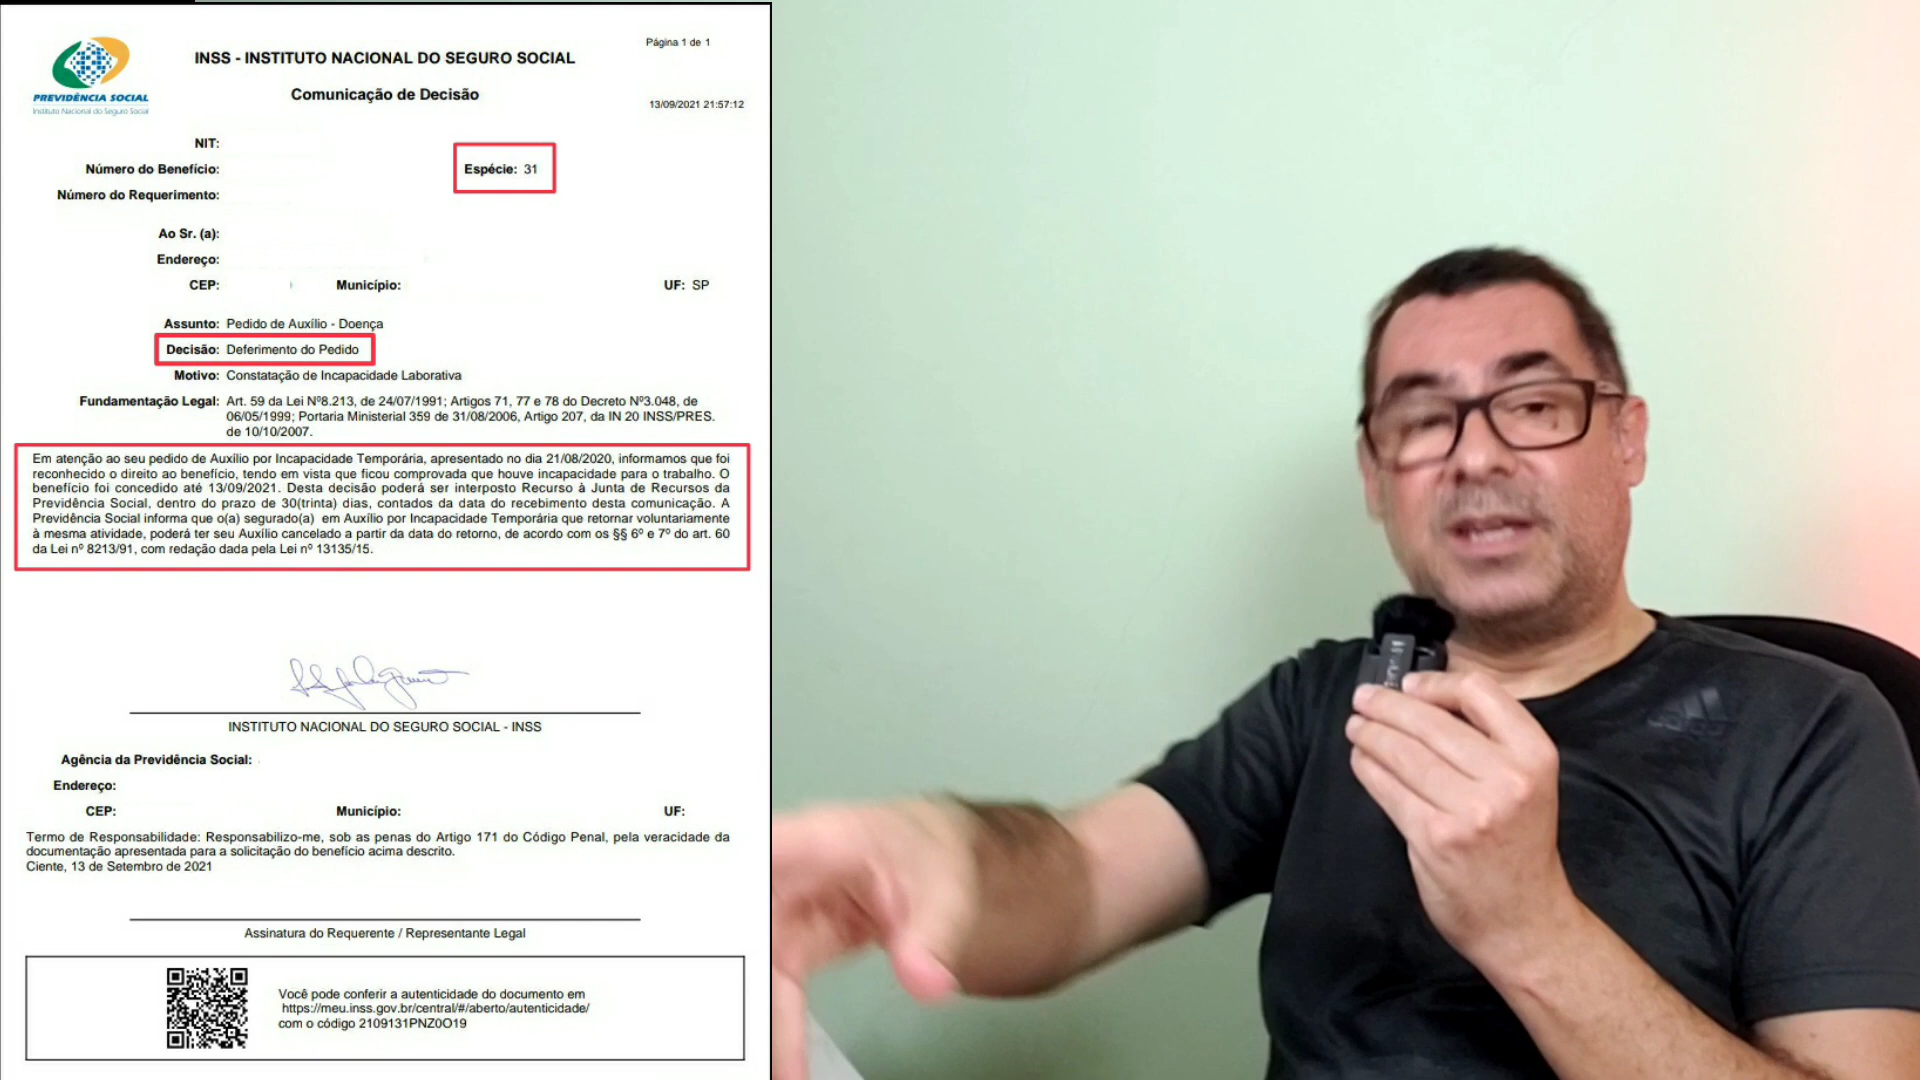 Página 1 de 1
INSS - INSTITUTO NACIONAL DO SEGURO SOCIAL
Comunicação de Decisão
13/09/2021 21:57:12
PREVIDÊNCIA SOCIAL
Instituto Nacional do Seguro Social
NIT:
Número do Benefício: Espécie: 31
Número do Requerimento:
Ao Sr. (a):
Endereço:
CEP: Município: UF: SP
Assunto: Pedido de Auxílio - Doença
Decisão: Deferimento do Pedido
Motivo: Constatação de Incapacidade Laborativa
Fundamentação Legal: Art. 59 da Lei Nº8.213, de 24/07/1991; Artigos 71, 77 e 78 do Decreto Nº3.048, de
06/05/1999; Portaria Ministerial 359 de 31/08/2006, Artigo 207, da IN 20 INSS/PRES.
de 10/10/2007.
Em atenção ao seu pedido de Auxílio por Incapacidade Temporária, apresentado no dia 21/08/2020, informamos que foi
reconhecido o direito ao benefício, tendo em vista que ficou comprovada que houve incapacidade para o trabalho. O
benefício foi concedido até 13/09/2021. Desta decisão poderá ser interposto Recurso à Junta de Recursos da
Previdência Social, dentro do prazo de 30(trinta) dias, contados da data do recebimento desta comunicação. A
Previdência Social informa que o(a) segurado(a) em Auxílio por Incapacidade Temporária que retornar voluntariamente
à mesma atividade, poderá ter seu Auxílio cancelado a partir da data do retorno, de acordo com os §§ 6º e 7º do art. 60
da Lei nº 8213/91, com redação dada pela Lei nº 13135/15.
INSTITUTO NACIONAL DO SEGURO SOCIAL - INSS
Agência da Previdência Social:
Endereço:
CEP: Município: UF:
Termo de Responsabilidade: Responsabilizo-me, sob as penas do Artigo 171 do Código Penal, pela veracidade da
documentação apresentada para a solicitação do benefício acima descrito.
Ciente, 13 de Setembro de 2021
Assinatura do Requerente / Representante Legal
Você pode conferir a autenticidade do documento em
https://meu.inss.gov.br/central/#/aberto/autenticidade/
com o código 2109131PNZ0O19